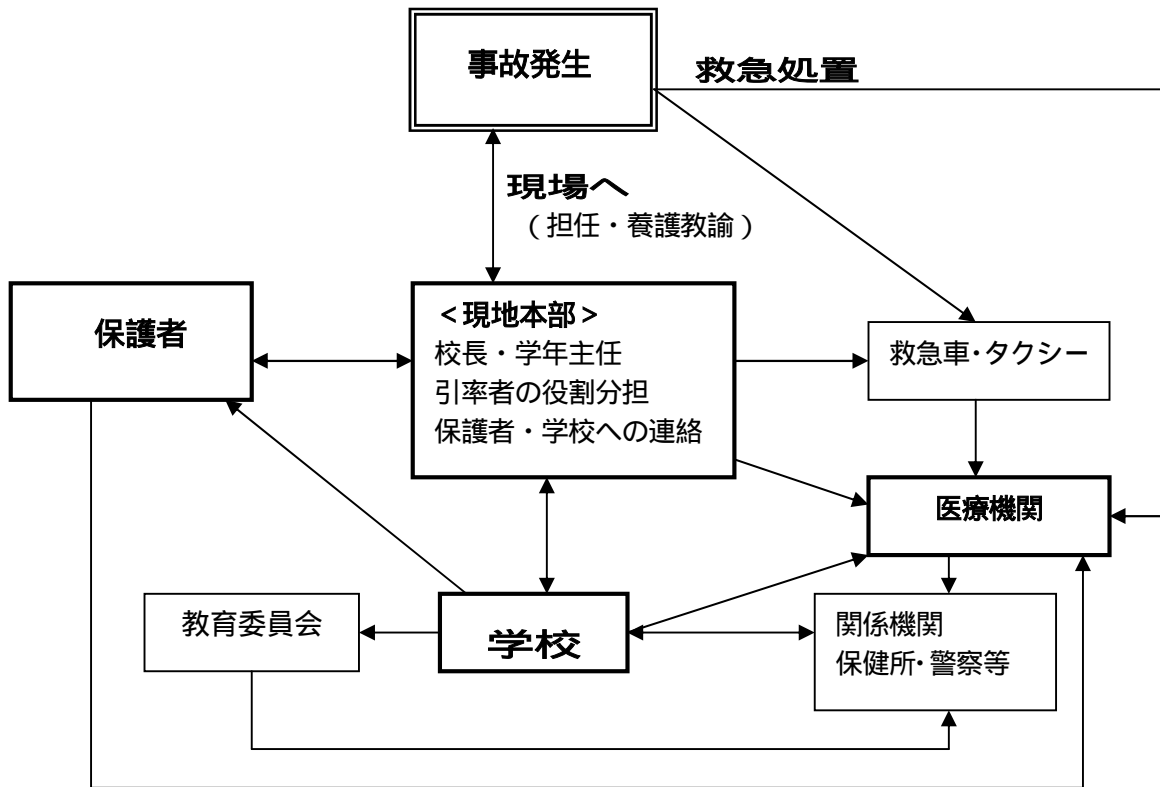 事故発生
救急処置
現場へ
（担任・養護教諭）
保護者
＜現地本部＞
校長・学年主任
引率者の役割分担
保護者・学校への連絡
救急車・タクシー
医療機関
教育委員会
学校
関係機関
保健所・警察等